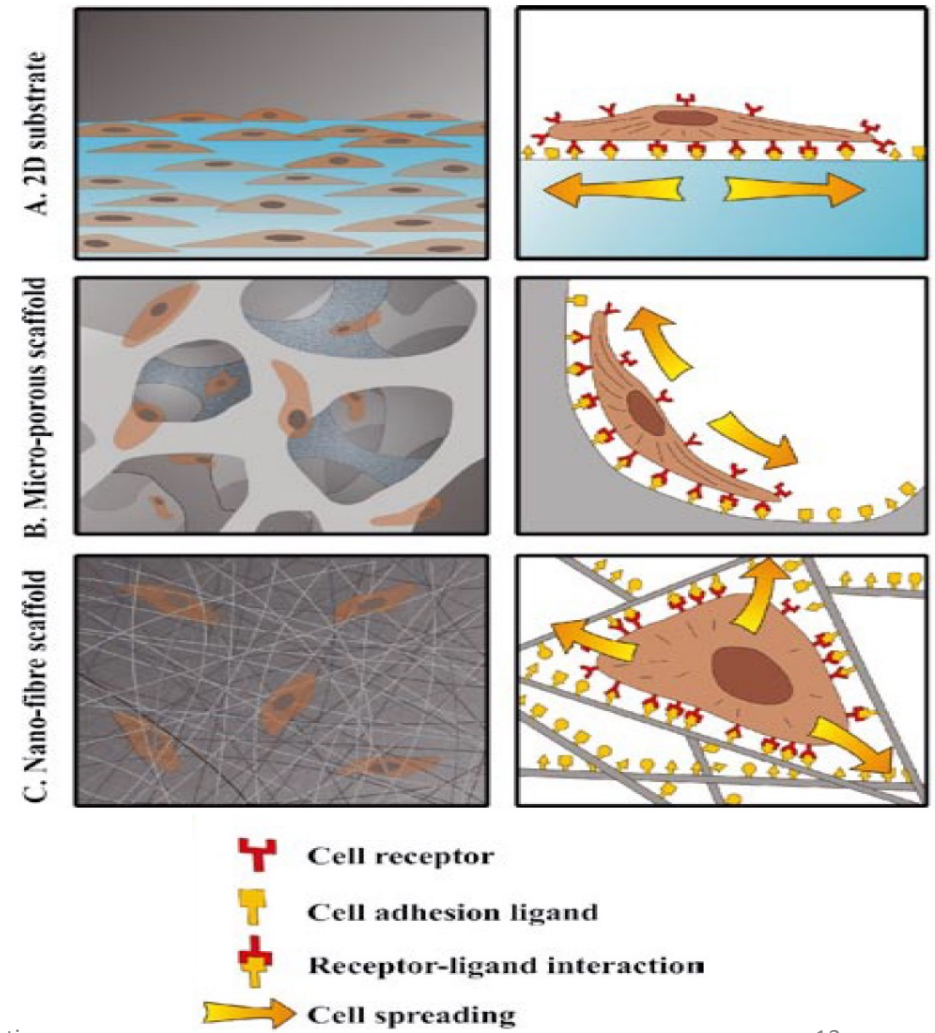 A. 2D substrate
B. Micro-porous scaffold
C. Nano-fibre scaffold
Cell receptor
Cell adhesion ligand
Receptor-ligand interaction
Cell spreading